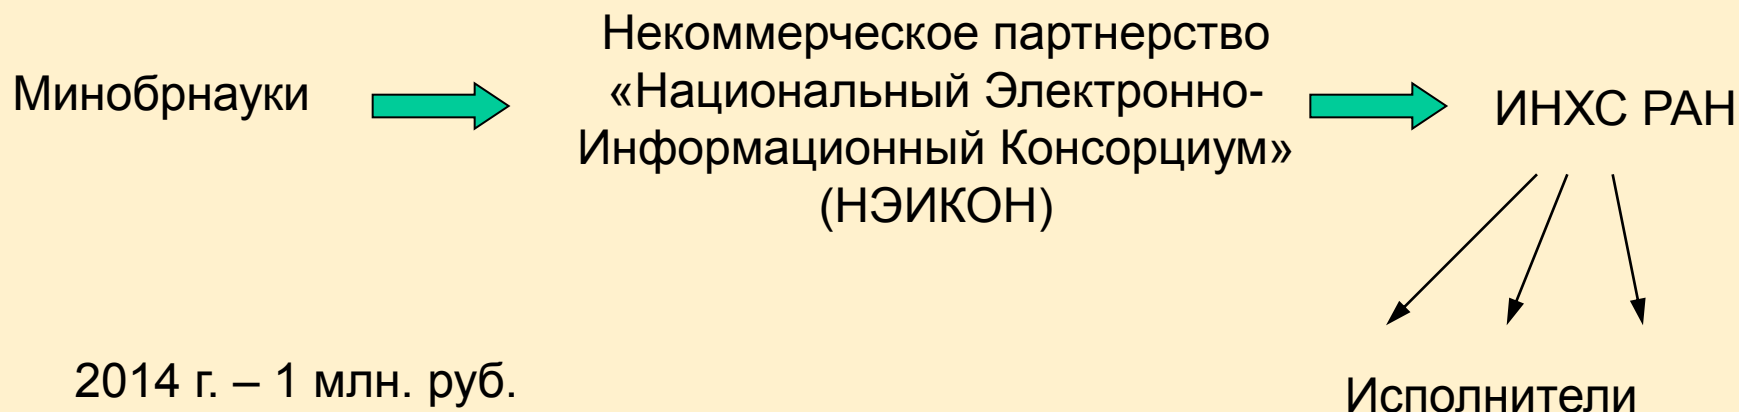 Минобрнауки
Некоммерческое партнерство
«Национальный Электронно-
Информационный Консорциум»
(НЭИКОН)
ИНХС РАН
2014 г. – 1 млн. руб.
Исполнители